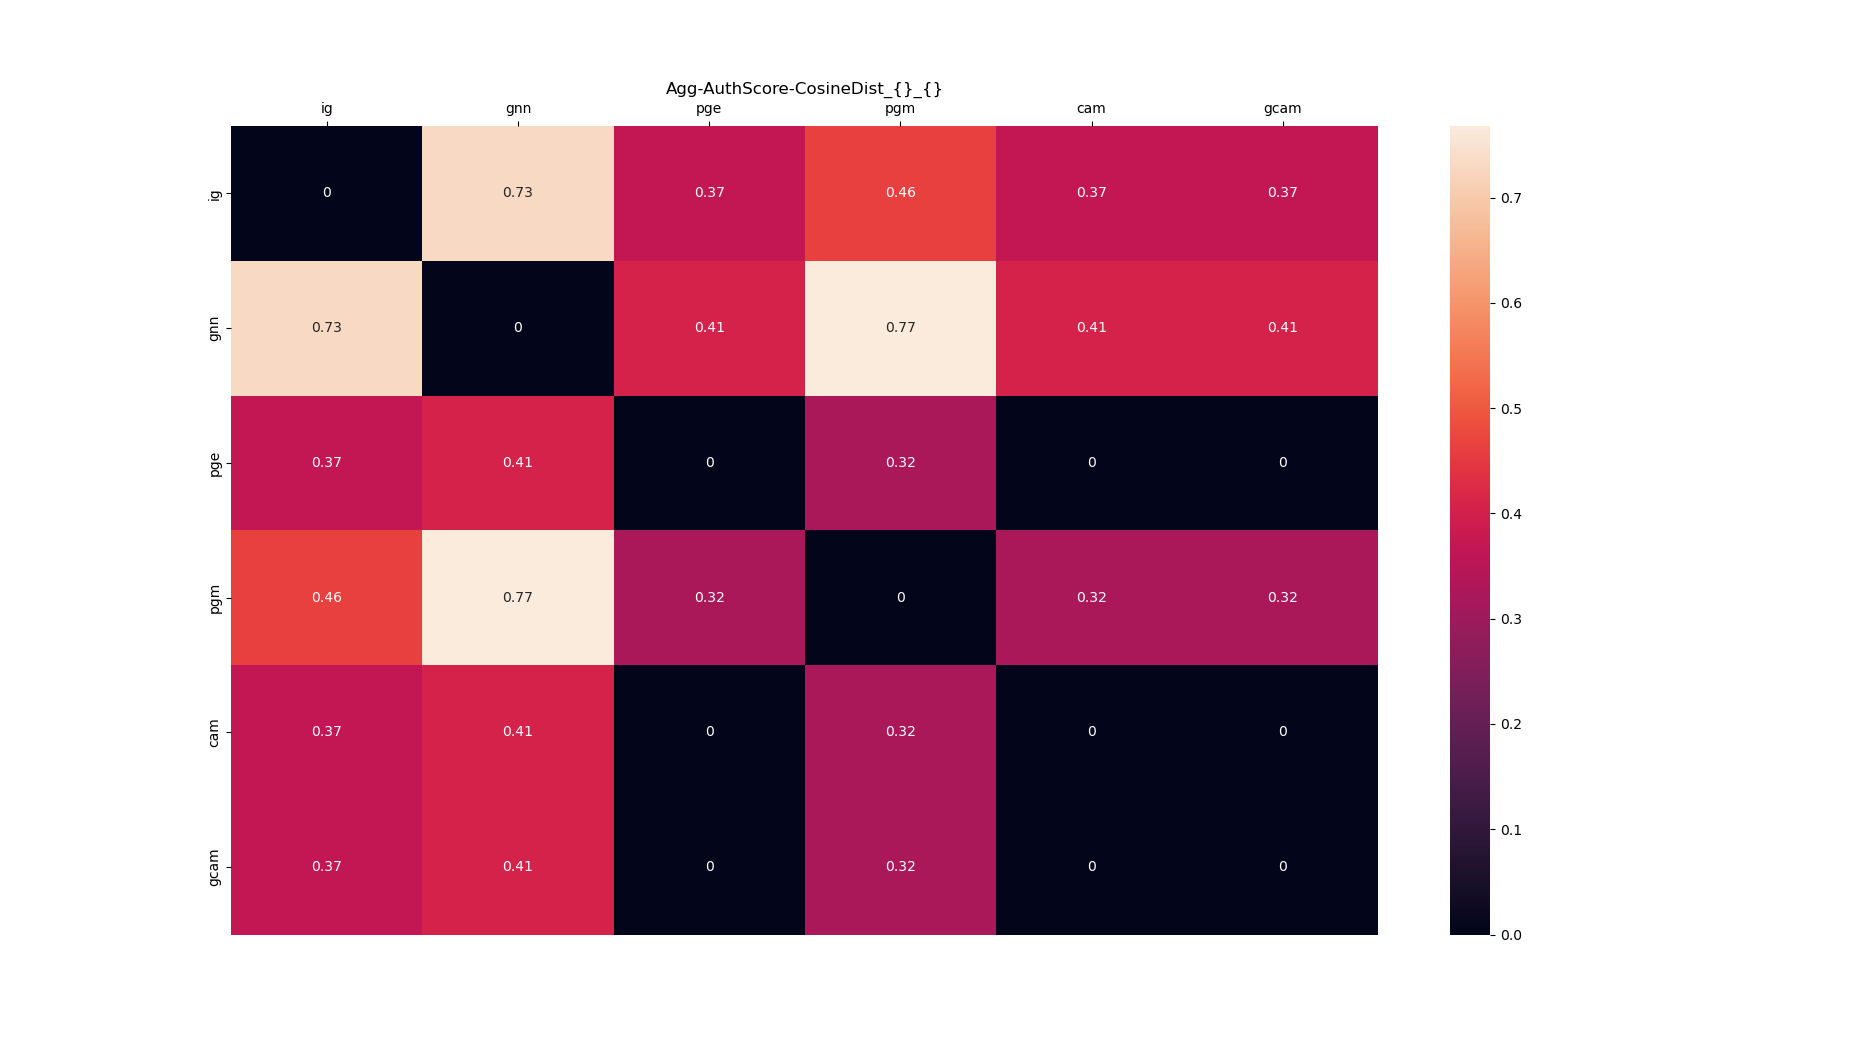 Agg-AuthScore-CosineDist_{}_{}
ig gnn pge pgm cam gcam
ig 0 0.73 0.37 0.46 0.37 0.37
gnn 0.73 0 0.41 0.77 0.41 0.41
pge 0.37 0.41 0 0.32 0 0
pgm 0.46 0.77 0.32 0 0.32 0.32
cam 0.37 0.41 0 0.32 0 0
gcam 0.37 0.41 0 0.32 0 0
0.7
0.6
0.5
0.4
0.3
0.2
0.1
0.0